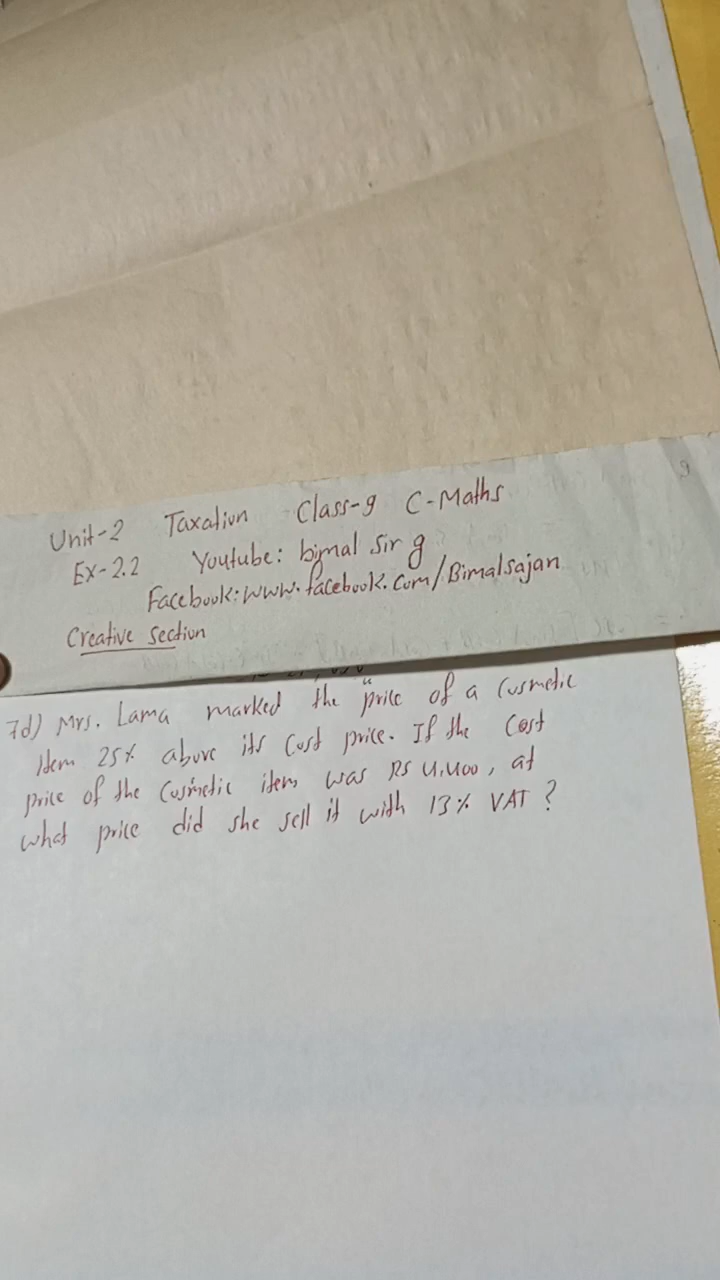 Unit-2 Taxation Class-9 C-Maths
Ex-2.2 Youtube: bimal sir g
Facebook: www.facebook.com/Bimalsajan
Creative section
7d) Mrs. Lama marked the price of a Cosmetic
Item 25% above its Cost price. If the Cost
price of the Cosmetic item was RS 4,400, at
what price did she sell it with 13% VAT ?